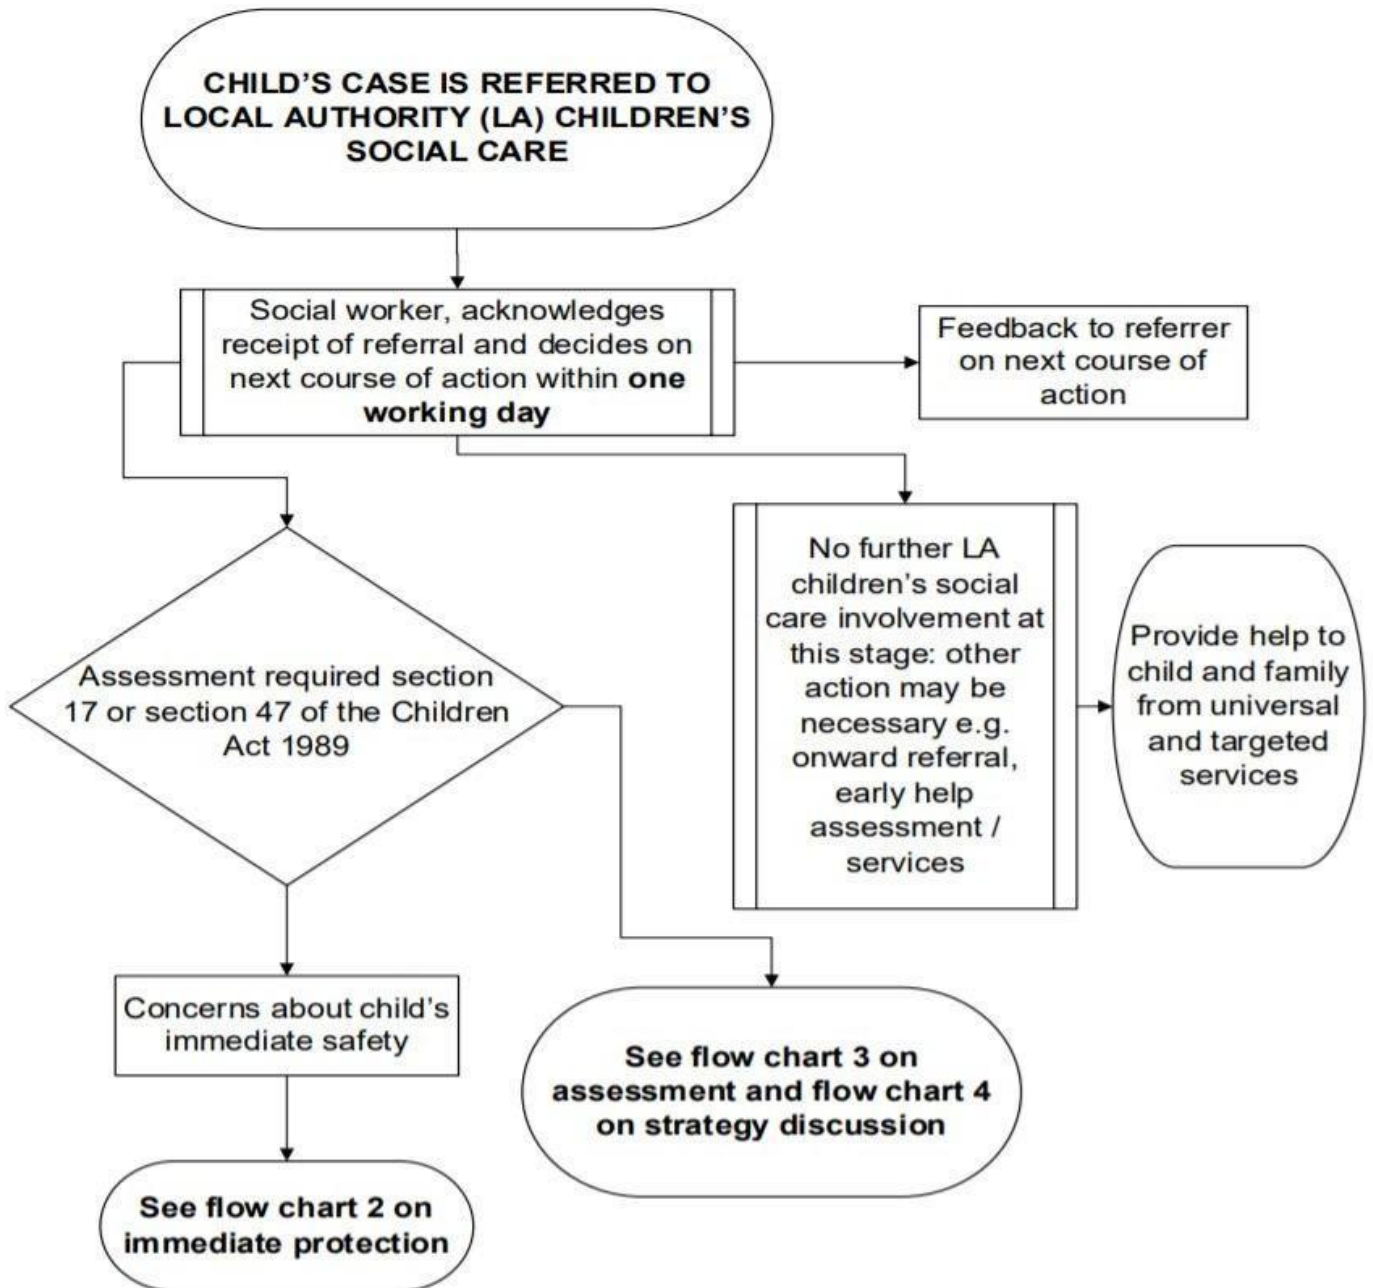 CHILD’S CASE IS REFERRED TO
LOCAL AUTHORITY (LA) CHILDREN’S
SOCIAL CARE
Social worker, acknowledges
receipt of referral and decides on
next course of action within one
working day
Feedback to referrer
on next course of
action
No further LA
children’s social
care involvement at
this stage: other
action may be
necessary e.g.
onward referral,
early help
assessment /
services
Provide help to
child and family
from universal
and targeted
services
Assessment required section
17 or section 47 of the Children
Act 1989
Concerns about child’s
immediate safety
See flow chart 3 on
assessment and flow chart 4
on strategy discussion
See flow chart 2 on
immediate protection